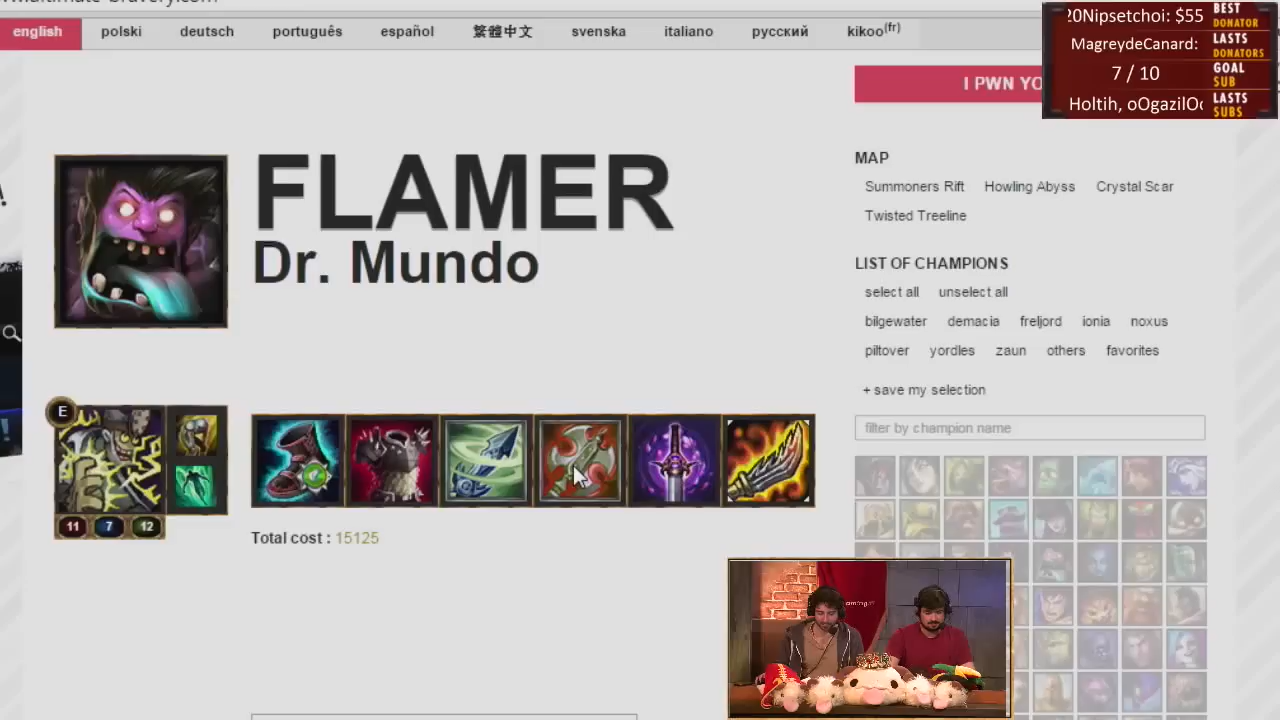 english polski deutsch português español 繁體中文 svenska italiano русский kikoo(fr)
20Nipsetchoi: $55 BEST DONATOR
MagreydeCanard: LASTS DONATORS
7 / 10 GOAL SUB
Holtih, oOgazilOo LASTS SUBS
I PWN YO
FLAMER
Dr. Mundo
MAP
Summoners Rift Howling Abyss Crystal Scar
Twisted Treeline
LIST OF CHAMPIONS
select all unselect all
bilgewater demacia freljord ionia noxus
piltover yordles zaun others favorites
+ save my selection
filter by champion name
E
11 7 12
Total cost : 15125